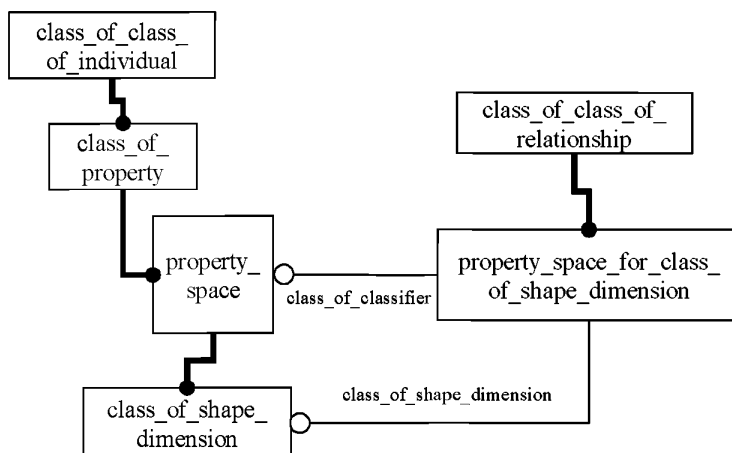 class_of_class_
of_individual
class_of_class_of_
relationship
class_of_
property
property_
space
property_space_for_class_
of_shape_dimension
class_of_classifier
class_of_shape_dimension
class_of_shape_
dimension